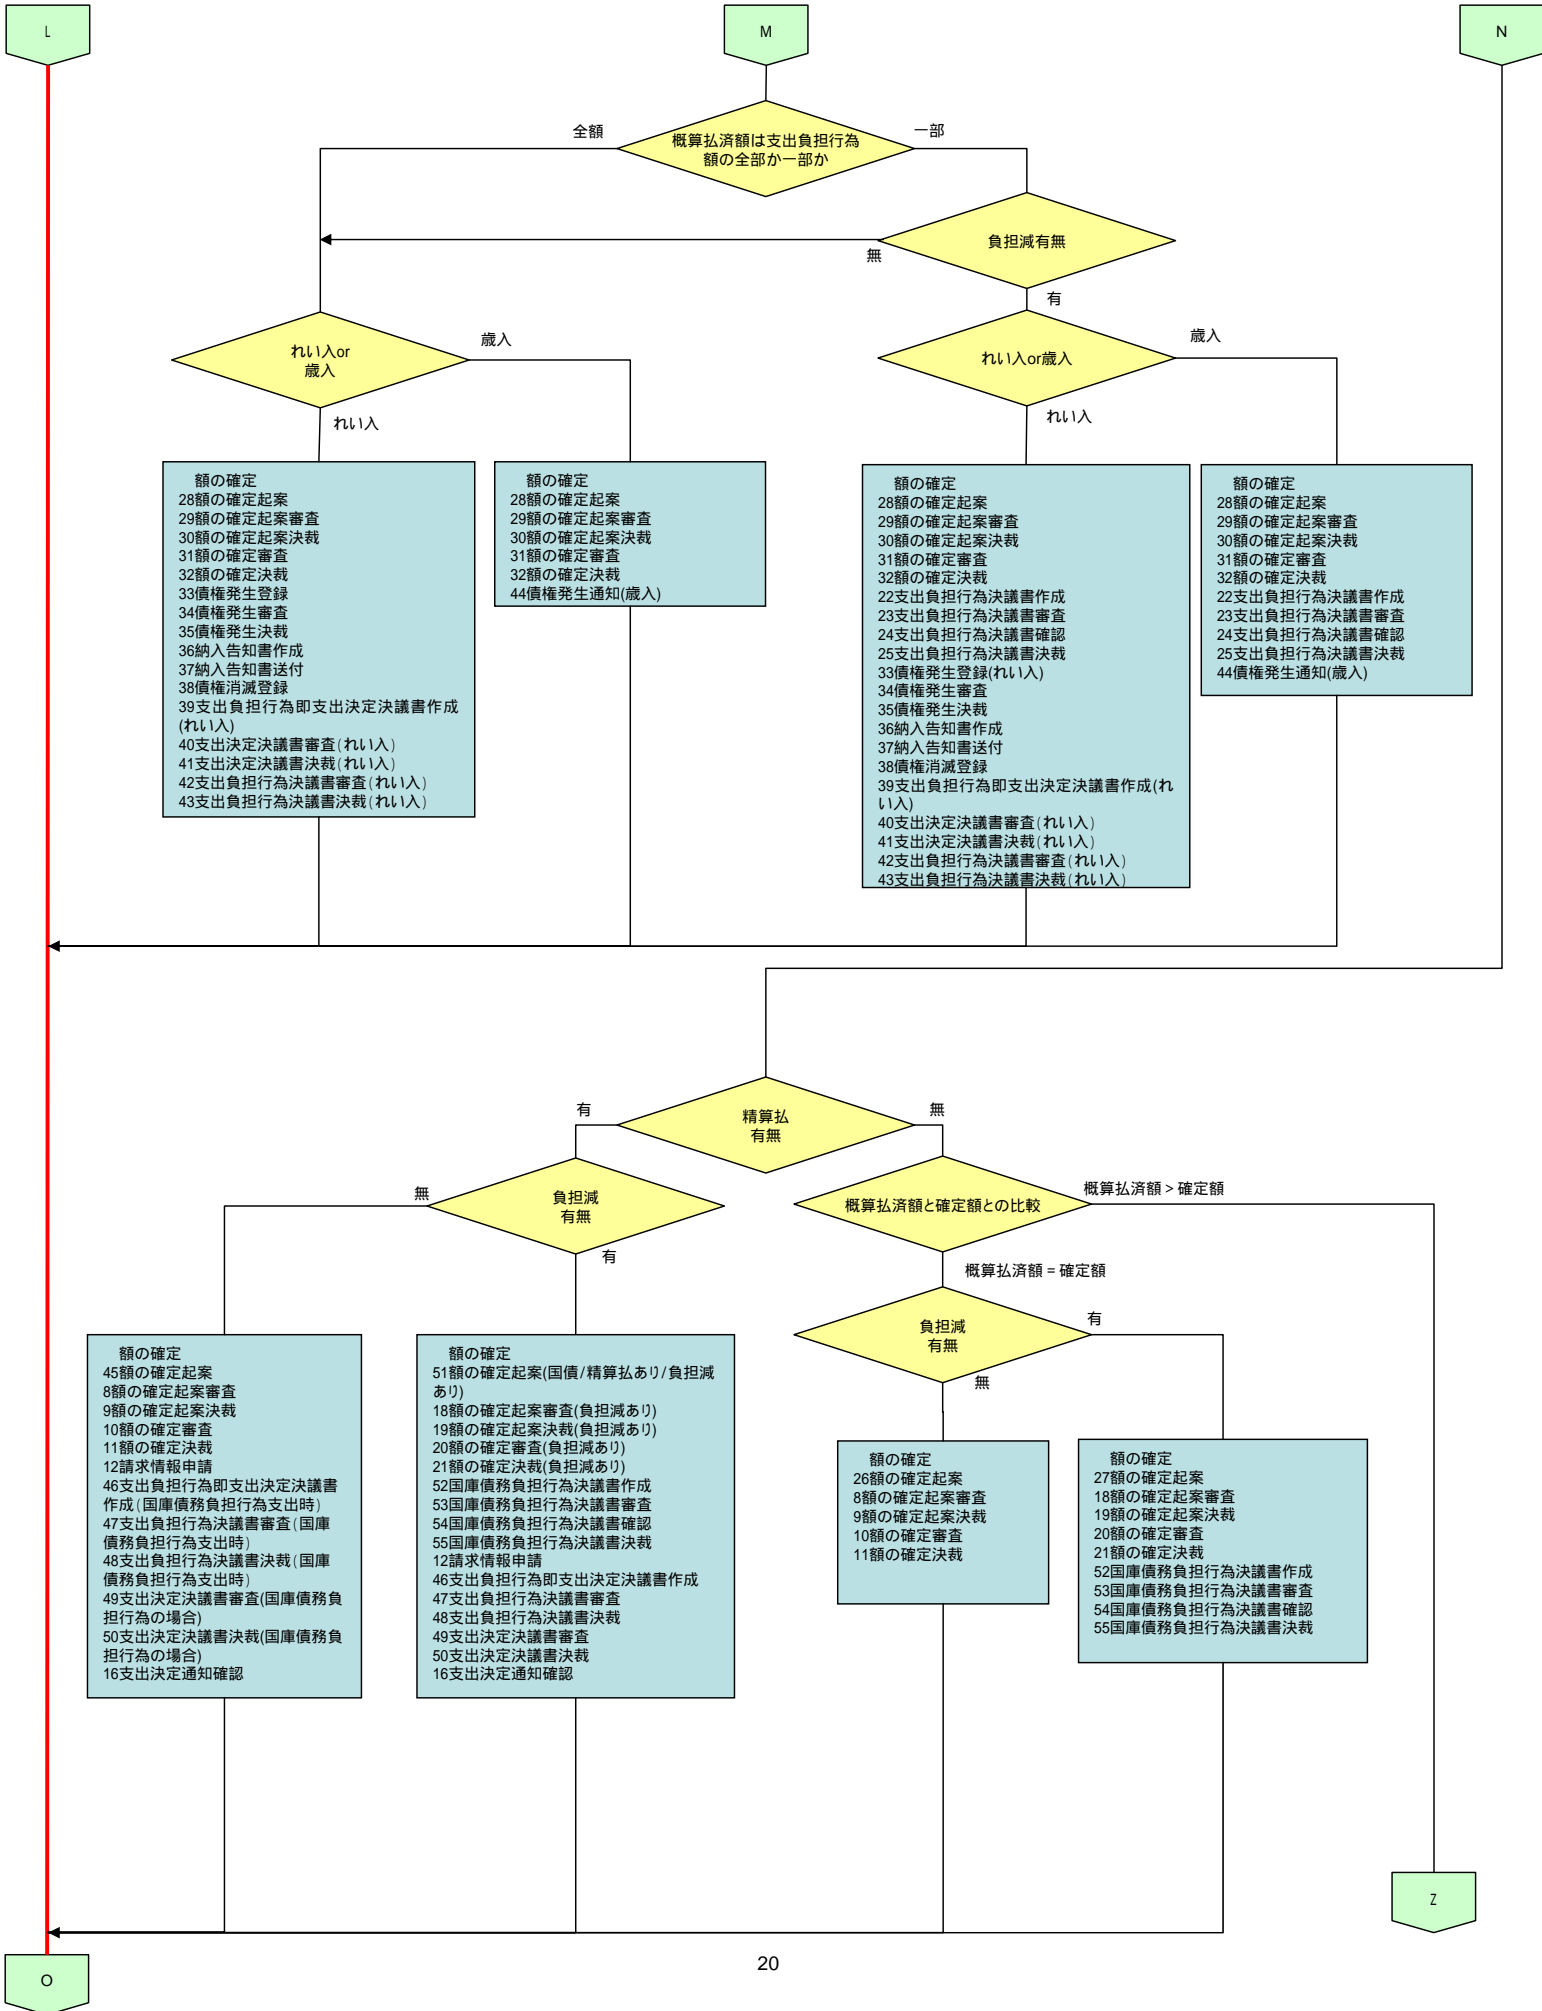 L
M
N
全額
一部
概算払済額は支出負担行為
額の全部か一部か
負担減有無
無
有
れい入or
歳入
歳入
れい入
れい入or歳入
歳入
れい入
額の確定
28額の確定起案
29額の確定起案審査
30額の確定起案決裁
31額の確定審査
32額の確定決裁
33債権発生登録
34債権発生審査
35債権発生決裁
36納入告知書作成
37納入告知書送付
38債権消滅登録
39支出負担行為即支出決定決議書作成
(れい入)
40支出決定決議書審査(れい入)
41支出決定決議書決裁(れい入)
42支出負担行為決議書審査(れい入)
43支出負担行為決議書決裁(れい入)
額の確定
28額の確定起案
29額の確定起案審査
30額の確定起案決裁
31額の確定審査
32額の確定決裁
44債権発生通知(歳入)
額の確定
28額の確定起案
29額の確定起案審査
30額の確定起案決裁
31額の確定審査
32額の確定決裁
22支出負担行為決議書作成
23支出負担行為決議書審査
24支出負担行為決議書確認
25支出負担行為決議書決裁
33債権発生登録(れい入)
34債権発生審査
35債権発生決裁
36納入告知書作成
37納入告知書送付
38債権消滅登録
39支出負担行為即支出決定決議書作成(れ
い入)
40支出決定決議書審査(れい入)
41支出決定決議書決裁(れい入)
42支出負担行為決議書審査(れい入)
43支出負担行為決議書決裁(れい入)
額の確定
28額の確定起案
29額の確定起案審査
30額の確定起案決裁
31額の確定審査
32額の確定決裁
22支出負担行為決議書作成
23支出負担行為決議書審査
24支出負担行為決議書確認
25支出負担行為決議書決裁
44債権発生通知(歳入)
有
無
精算払
有無
無
負担減
有無
有
概算払済額と確定額との比較
概算払済額 > 確定額
概算払済額 = 確定額
負担減
有無
有
無
額の確定
45額の確定起案
8額の確定起案審査
9額の確定起案決裁
10額の確定審査
11額の確定決裁
12請求情報申請
46支出負担行為即支出決定決議書
作成(国庫債務負担行為支出時)
47支出負担行為決議書審査(国庫
債務負担行為支出時)
48支出負担行為決議書決裁(国庫
債務負担行為支出時)
49支出決定決議書審査(国庫債務負
担行為の場合)
50支出決定決議書決裁(国庫債務負
担行為の場合)
16支出決定通知確認
額の確定
51額の確定起案(国債/精算払あり/負担減
あり)
18額の確定起案審査(負担減あり)
19額の確定起案決裁(負担減あり)
20額の確定審査(負担減あり)
21額の確定決裁(負担減あり)
52国庫債務負担行為決議書作成
53国庫債務負担行為決議書審査
54国庫債務負担行為決議書確認
55国庫債務負担行為決議書決裁
12請求情報申請
46支出負担行為即支出決定決議書作成
47支出負担行為決議書審査
48支出負担行為決議書決裁
49支出決定決議書審査
50支出決定決議書決裁
16支出決定通知確認
額の確定
26額の確定起案
8額の確定起案審査
9額の確定起案決裁
10額の確定審査
11額の確定決裁
額の確定
27額の確定起案
18額の確定起案審査
19額の確定起案決裁
20額の確定審査
21額の確定決裁
52国庫債務負担行為決議書作成
53国庫債務負担行為決議書審査
54国庫債務負担行為決議書確認
55国庫債務負担行為決議書決裁
Z
O
20